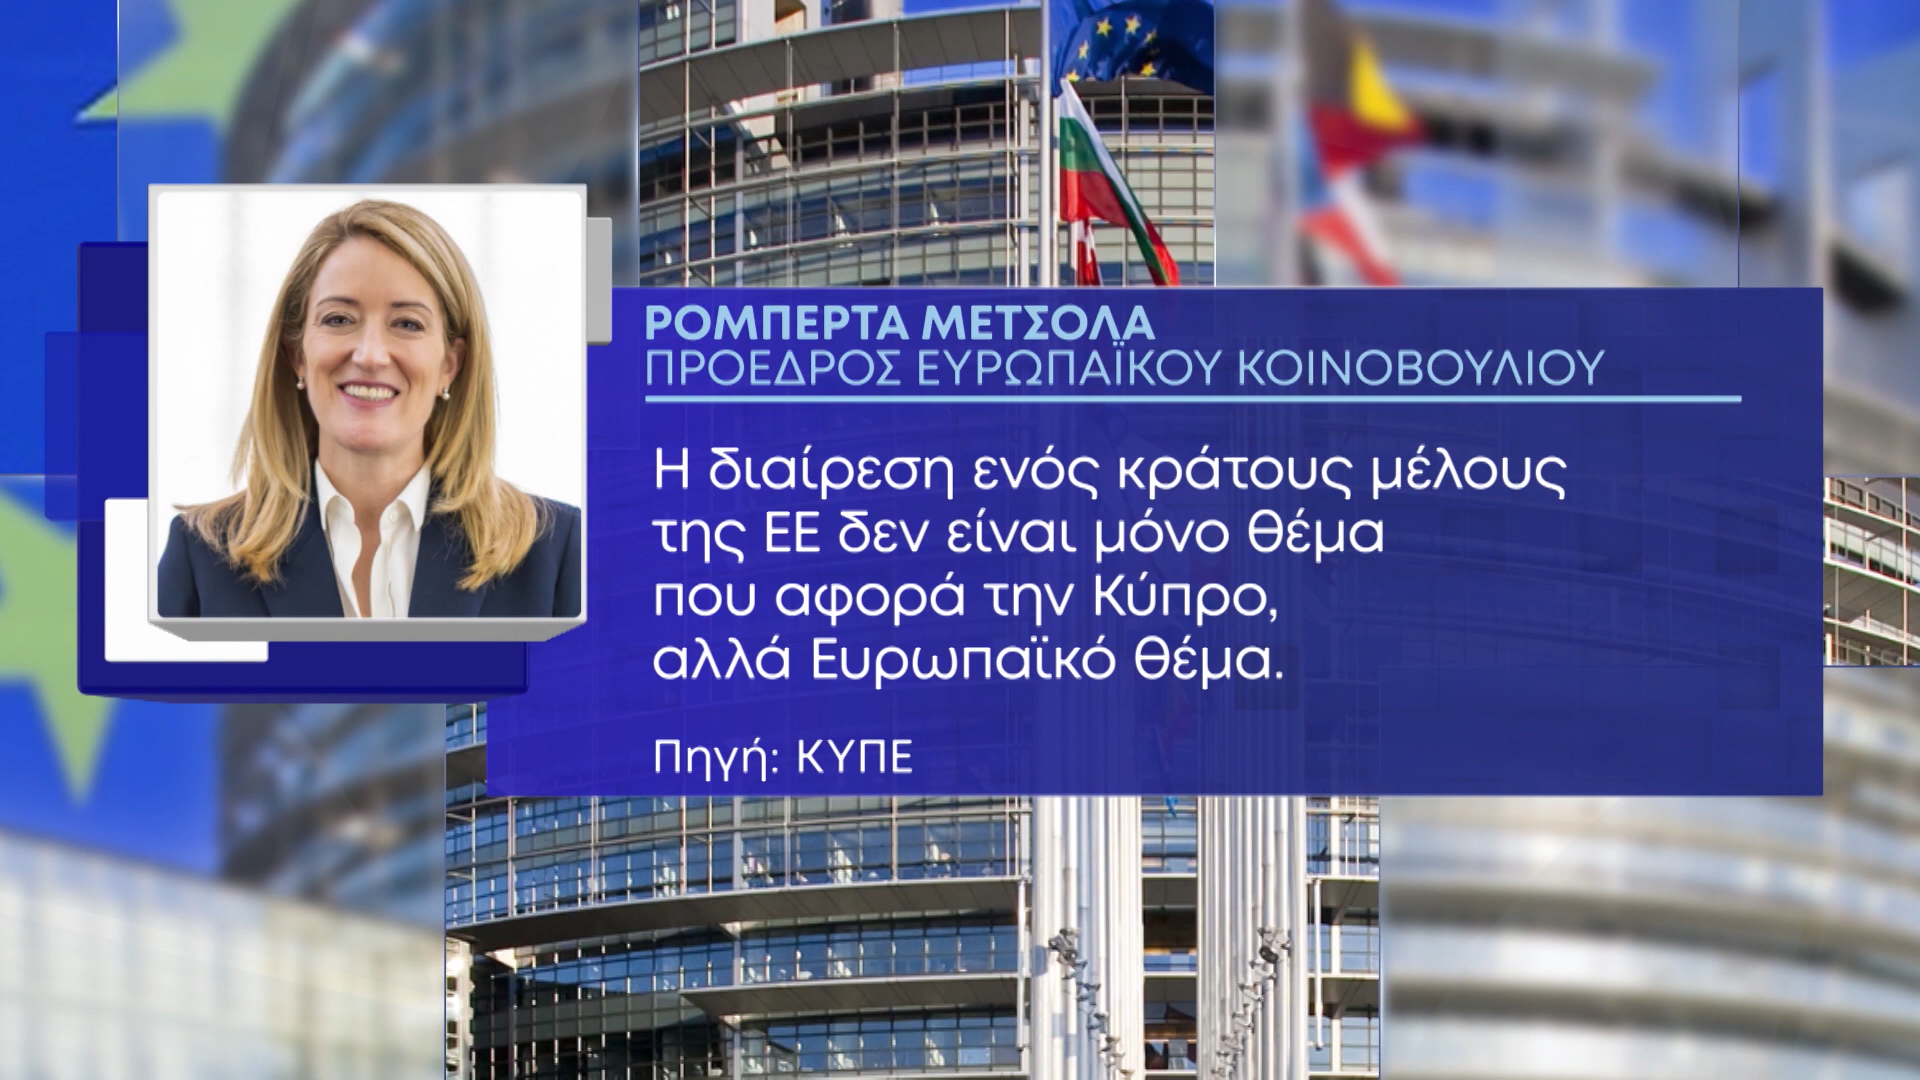 ΡΟΜΠΕΡΤΑ ΜΕΤΣΟΛΑ
ΠΡΟΕΔΡΟΣ ΕΥΡΩΠΑΪΚΟΥ ΚΟΙΝΟΒΟΥΛΙΟΥ
Η διαίρεση ενός κράτους μέλους
της ΕΕ δεν είναι μόνο θέμα
που αφορά την Κύπρο,
αλλά Ευρωπαϊκό θέμα.
Πηγή: ΚΥΠΕ